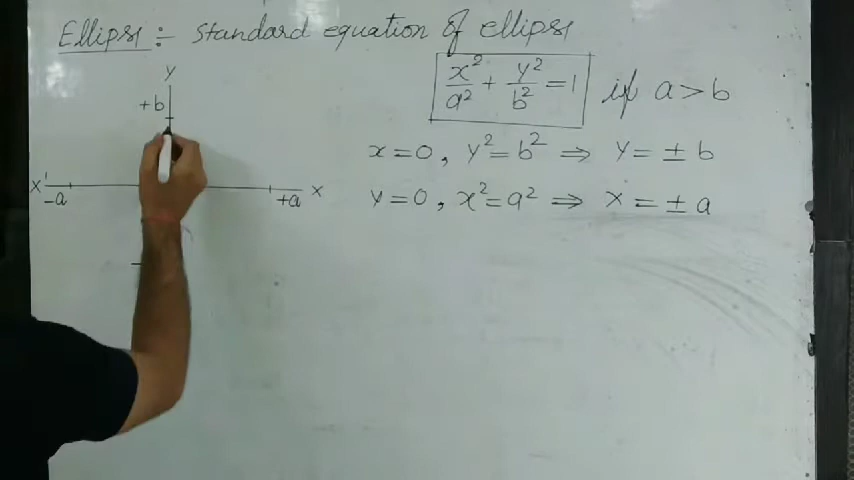 Ellipse :- Standard equation of ellipse
x²/a² + y²/b² = 1 if a > b
x = 0, y² = b² ⇒ y = ± b
y = 0, x² = a² ⇒ x = ± a
y
+b
x'
-a
+a
x